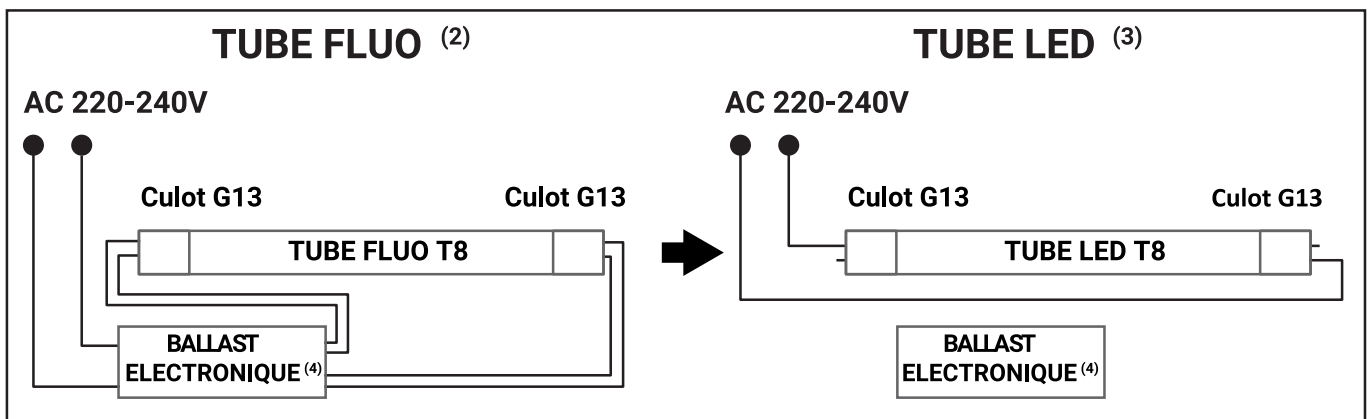 TUBE FLUO (2)
AC 220-240V
Culot G13
Culot G13
TUBE FLUO T8
BALLAST
ELECTRONIQUE (4)
TUBE LED (3)
AC 220-240V
Culot G13
Culot G13
TUBE LED T8
BALLAST
ELECTRONIQUE (4)